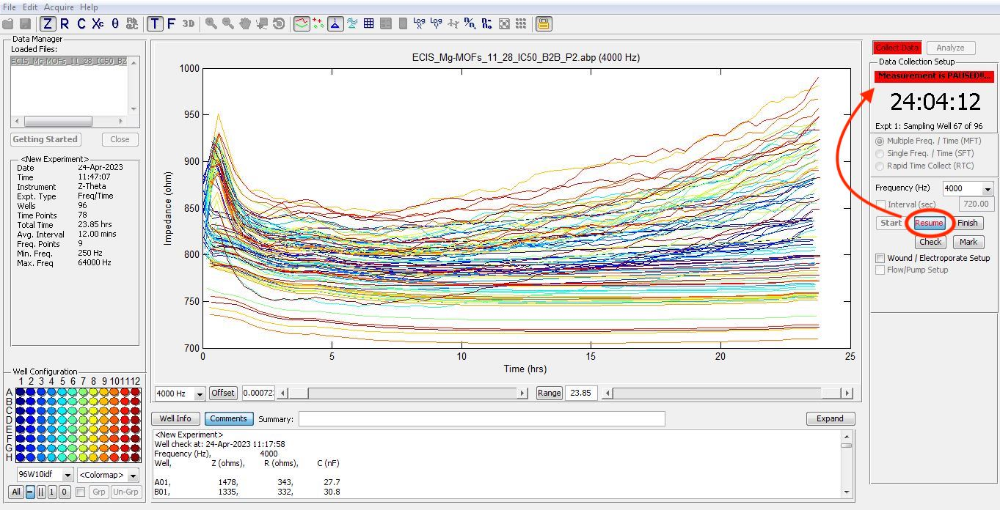 File Edit Acquire Help
Z R C Xc θ T F 3D
Data Manager
Loaded Files:
ECIS_Mg-MOFs_11_28_IC50_B2
Getting Started Close
<New Experiment>
Date 24-Apr-2023
Time 11:47:07
Instrument Z-Theta
Expt. Type Freq/Time
Wells 96
Time Points 78
Total Time 23.85 hrs
Avg. Interval 12.00 mins
Freq. Points 9
Min. Freq. 250 Hz
Max. Freq 64000 Hz
Well Configuration
1 2 3 4 5 6 7 8 9 10 11 12
A
B
C
D
E
F
G
H
96W10idf <Colormap>
All = || 1 0 Grp Un-Grp
ECIS_Mg-MOFs_11_28_IC50_B2B_P2.abp (4000 Hz)
Impedance (ohm)
1000
950
900
850
800
750
700
0 5 10 15 20 25
Time (hrs)
4000 Hz Offset 0.00072 Range 23.85
Well Info Comments Summary: Expand
<New Experiment>
Well check at: 24-Apr-2023 11:17:58
Frequency (Hz), 4000
Well, Z (ohms), R (ohms), C (nF)
A01, 1478, 343, 27.7
B01, 1335, 332, 30.8
Collect Data Analyze
Data Collection Setup
Measurement is PAUSED!!...
24:04:12
Expt 1: Sampling Well 67 of 96
Multiple Freq. / Time (MFT)
Single Freq. / Time (SFT)
Rapid Time Collect (RTC)
Frequency (Hz) 4000
Interval (sec) 720.00
Start Resume Finish
Check Mark
Wound / Electroporate Setup
Flow/Pump Setup